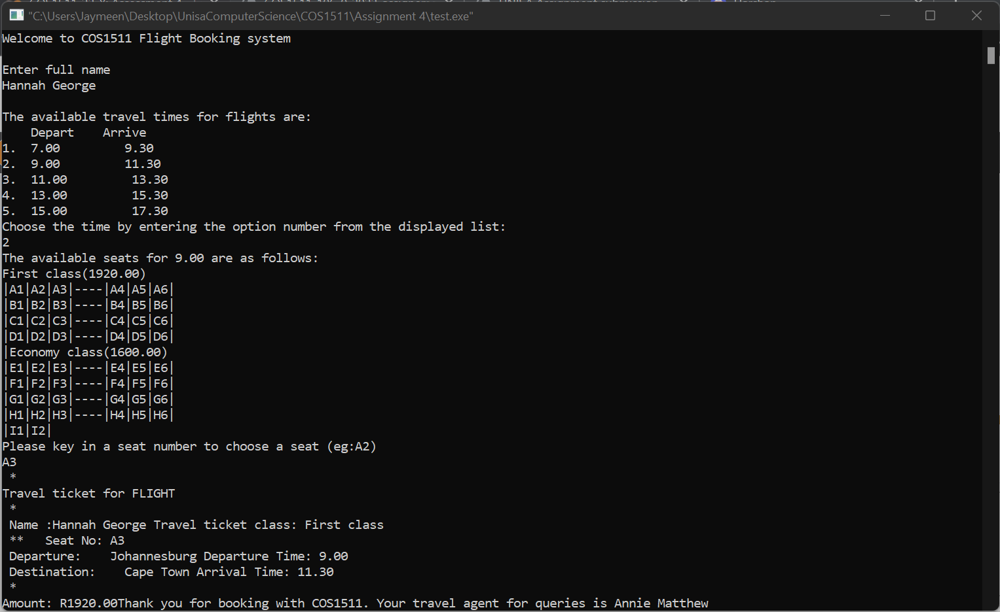 "C:\Users\Jaymeen\Desktop\UnisaComputerScience\COS1511\Assignment 4\test.exe"
Welcome to COS1511 Flight Booking system
Enter full name
Hannah George
The available travel times for flights are:
    Depart    Arrive
1.  7.00         9.30
2.  9.00         11.30
3.  11.00         13.30
4.  13.00         15.30
5.  15.00         17.30
Choose the time by entering the option number from the displayed list:
2
The available seats for 9.00 are as follows:
First class(1920.00)
|A1|A2|A3|----|A4|A5|A6|
|B1|B2|B3|----|B4|B5|B6|
|C1|C2|C3|----|C4|C5|C6|
|D1|D2|D3|----|D4|D5|D6|
|Economy class(1600.00)
|E1|E2|E3|----|E4|E5|E6|
|F1|F2|F3|----|F4|F5|F6|
|G1|G2|G3|----|G4|G5|G6|
|H1|H2|H3|----|H4|H5|H6|
|I1|I2|
Please key in a seat number to choose a seat (eg:A2)
A3
 *
Travel ticket for FLIGHT
 *
 Name :Hannah George Travel ticket class: First class
 **   Seat No: A3
 Departure:    Johannesburg Departure Time: 9.00
 Destination:    Cape Town Arrival Time: 11.30
 *
Amount: R1920.00Thank you for booking with COS1511. Your travel agent for queries is Annie Matthew